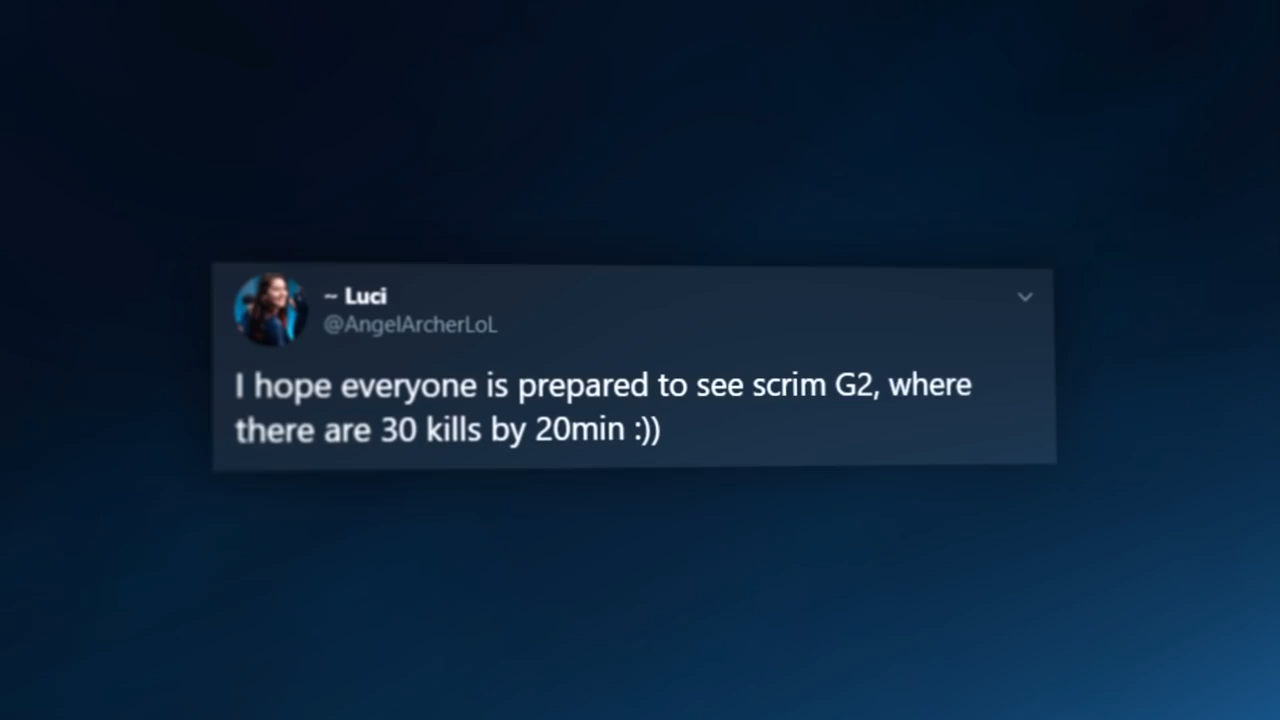 ~ Luci
@AngelArcherLoL
I hope everyone is prepared to see scrim G2, where
there are 30 kills by 20min :))